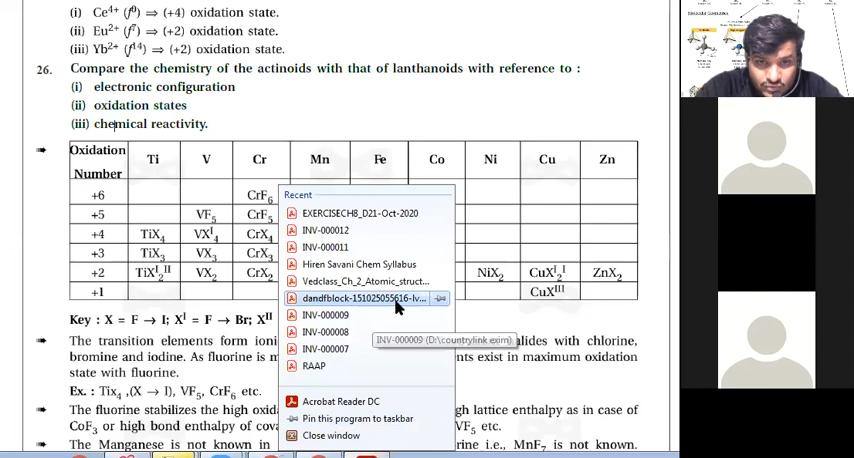 (i) Ce4+ (f0) ⇒ (+4) oxidation state.
(ii) Eu2+ (f7) ⇒ (+2) oxidation state.
(iii) Yb2+ (f14) ⇒ (+2) oxidation state.
26. Compare the chemistry of the actinoids with that of lanthanoids with reference to :
(i) electronic configuration
(ii) oxidation states
(iii) chemical reactivity.
Oxidation Number Ti V Cr Mn Fe Co Ni Cu Zn
+6 CrF6
+5 VF5 CrF5
+4 TiX4 VXI4 CrX4
+3 TiX3 VX3 CrX3
+2 TiXI2II VX2 CrX2 NiX2 CuXI2I ZnX2
+1 CuXIII
Recent
EXERCISECH8_D21-Oct-2020
INV-000012
INV-000011
Hiren Savani Chem Syllabus
Vedclass_Ch_2_Atomic_struct...
dandfblock-151025055616-lv...
INV-000009
INV-000008
INV-000007
RAAP
INV-000009 (D:\countrylink exim)
Acrobat Reader DC
Pin this program to taskbar
Close window
Key : X = F → I; XI = F → Br; XII
The transition elements form ioni alides with chlorine,
bromine and iodine. As fluorine is m ents exist in maximum oxidation
state with fluorine.
Ex. : Tix4 ,(X → I), VF5, CrF6 etc.
The fluorine stabilizes the high oxida gh lattice enthalpy as in case of
CoF3 or high bond enthalpy of cova VF5 etc.
The Manganese is not known in rine i.e., MnF7 is not known.